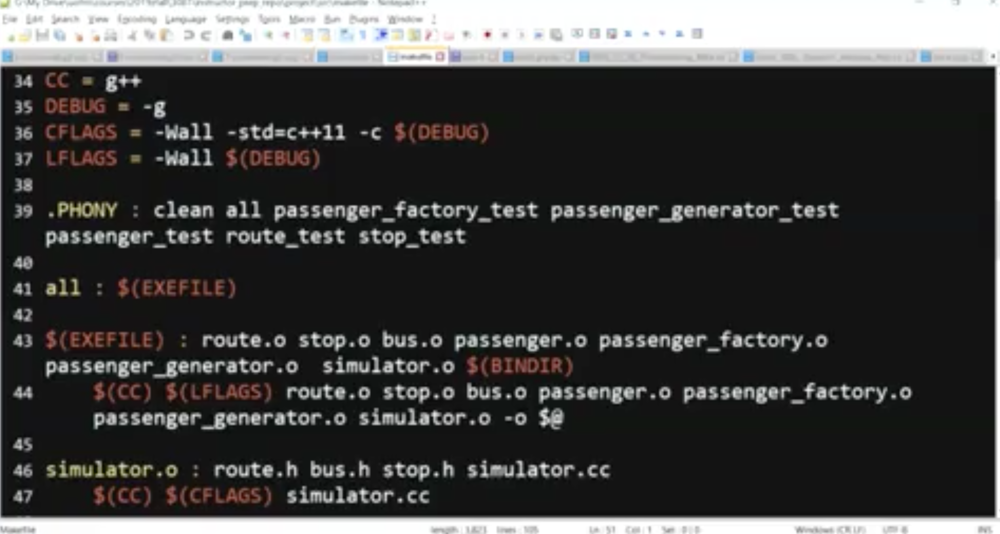 File Edit Search View Encoding Language Settings Tools Macro Run Plugins Window ?
makefile
34 CC = g++
35 DEBUG = -g
36 CFLAGS = -Wall -std=c++11 -c $(DEBUG)
37 LFLAGS = -Wall $(DEBUG)
38
39 .PHONY : clean all passenger_factory_test passenger_generator_test
passenger_test route_test stop_test
40
41 all : $(EXEFILE)
42
43 $(EXEFILE) : route.o stop.o bus.o passenger.o passenger_factory.o
passenger_generator.o  simulator.o $(BINDIR)
44 $(CC) $(LFLAGS) route.o stop.o bus.o passenger.o passenger_factory.o
passenger_generator.o simulator.o -o $@
45
46 simulator.o : route.h bus.h stop.h simulator.cc
47 $(CC) $(CFLAGS) simulator.cc
Makefile length : 3,823 lines : 105 Ln : 51 Col : 1 Sel : 0 | 0 Windows (CR LF) UTF-8 INS